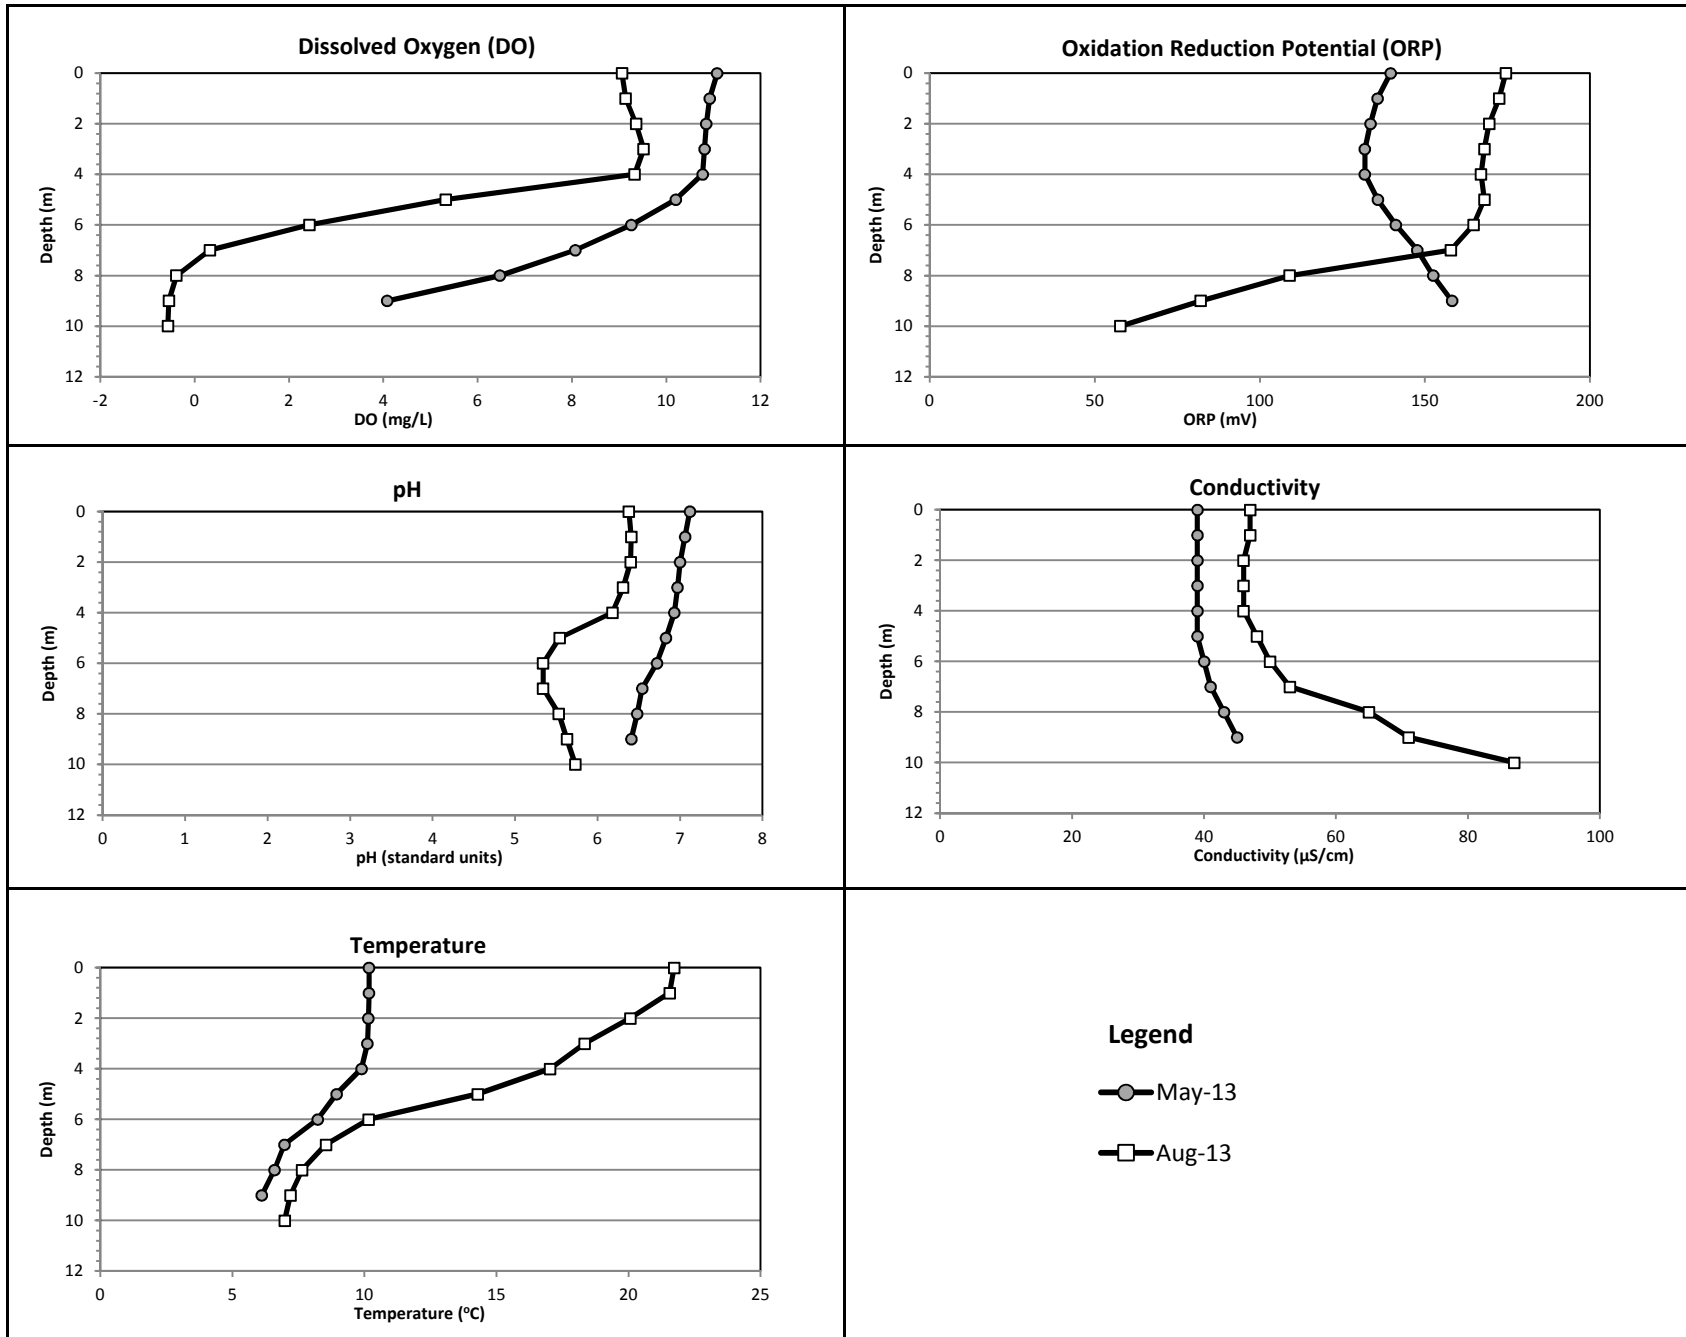 Dissolved Oxygen (DO)
0
2
4
6
8
10
12
Depth (m)
-2 0 2 4 6 8 10 12
DO (mg/L)
Oxidation Reduction Potential (ORP)
0
2
4
6
8
10
12
Depth (m)
0 50 100 150 200
ORP (mV)
pH
0
2
4
6
8
10
12
Depth (m)
0 1 2 3 4 5 6 7 8
pH (standard units)
Conductivity
0
2
4
6
8
10
12
Depth (m)
0 20 40 60 80 100
Conductivity (µS/cm)
Temperature
0
2
4
6
8
10
12
Depth (m)
0 5 10 15 20 25
Temperature (ºC)
Legend
May-13
Aug-13